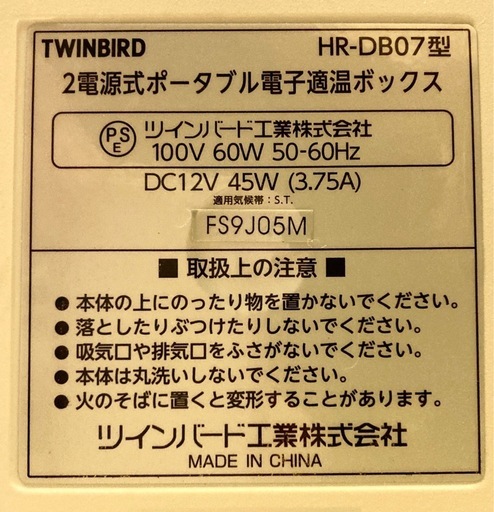 TWINBIRD HR-DB07型
2電源式ポータブル電子適温ボックス
PSE ツインバード工業株式会社
100V 60W 50-60Hz
DC12V 45W (3.75A)
適用気候帯：S.T.
FS9J05M
■ 取扱上の注意 ■
● 本体の上にのったり物を置かないでください。
● 落としたりぶつけたりしないでください。
● 吸気口や排気口をふさがないでください。
● 本体は丸洗いしないでください。
● 火のそばに置くと変形することがあります。
ツインバード工業株式会社
MADE IN CHINA